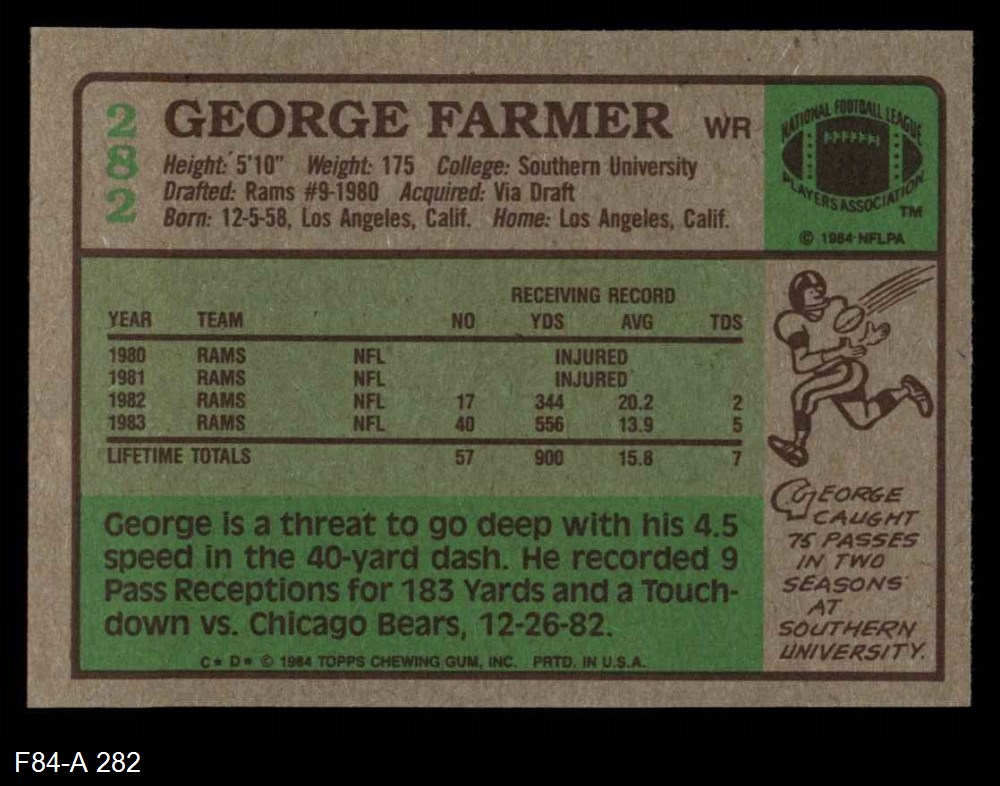 282
GEORGE FARMER WR
Height: 5'10" Weight: 175 College: Southern University
Drafted: Rams #9-1980 Acquired: Via Draft
Born: 12-5-58, Los Angeles, Calif. Home: Los Angeles, Calif.
NATIONAL FOOTBALL LEAGUE
PLAYERS ASSOCIATION
TM
© 1984 NFLPA
RECEIVING RECORD
YEAR TEAM NO YDS AVG TDS
1980 RAMS NFL INJURED
1981 RAMS NFL INJURED
1982 RAMS NFL 17 344 20.2 2
1983 RAMS NFL 40 556 13.9 5
LIFETIME TOTALS 57 900 15.8 7
George is a threat to go deep with his 4.5
speed in the 40-yard dash. He recorded 9
Pass Receptions for 183 Yards and a Touch-
down vs. Chicago Bears, 12-26-82.
C* D* © 1984 TOPPS CHEWING GUM, INC. PRTD. IN U.S.A.
GEORGE
CAUGHT
75 PASSES
IN TWO
SEASONS
AT
SOUTHERN
UNIVERSITY.
F84-A 282